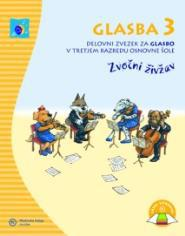 GLASBA 3
DELOVNI ZVEZEK ZA GLASBO
V TRETJEM RAZREDU OSNOVNE ŠOLE
Zvočni živžav